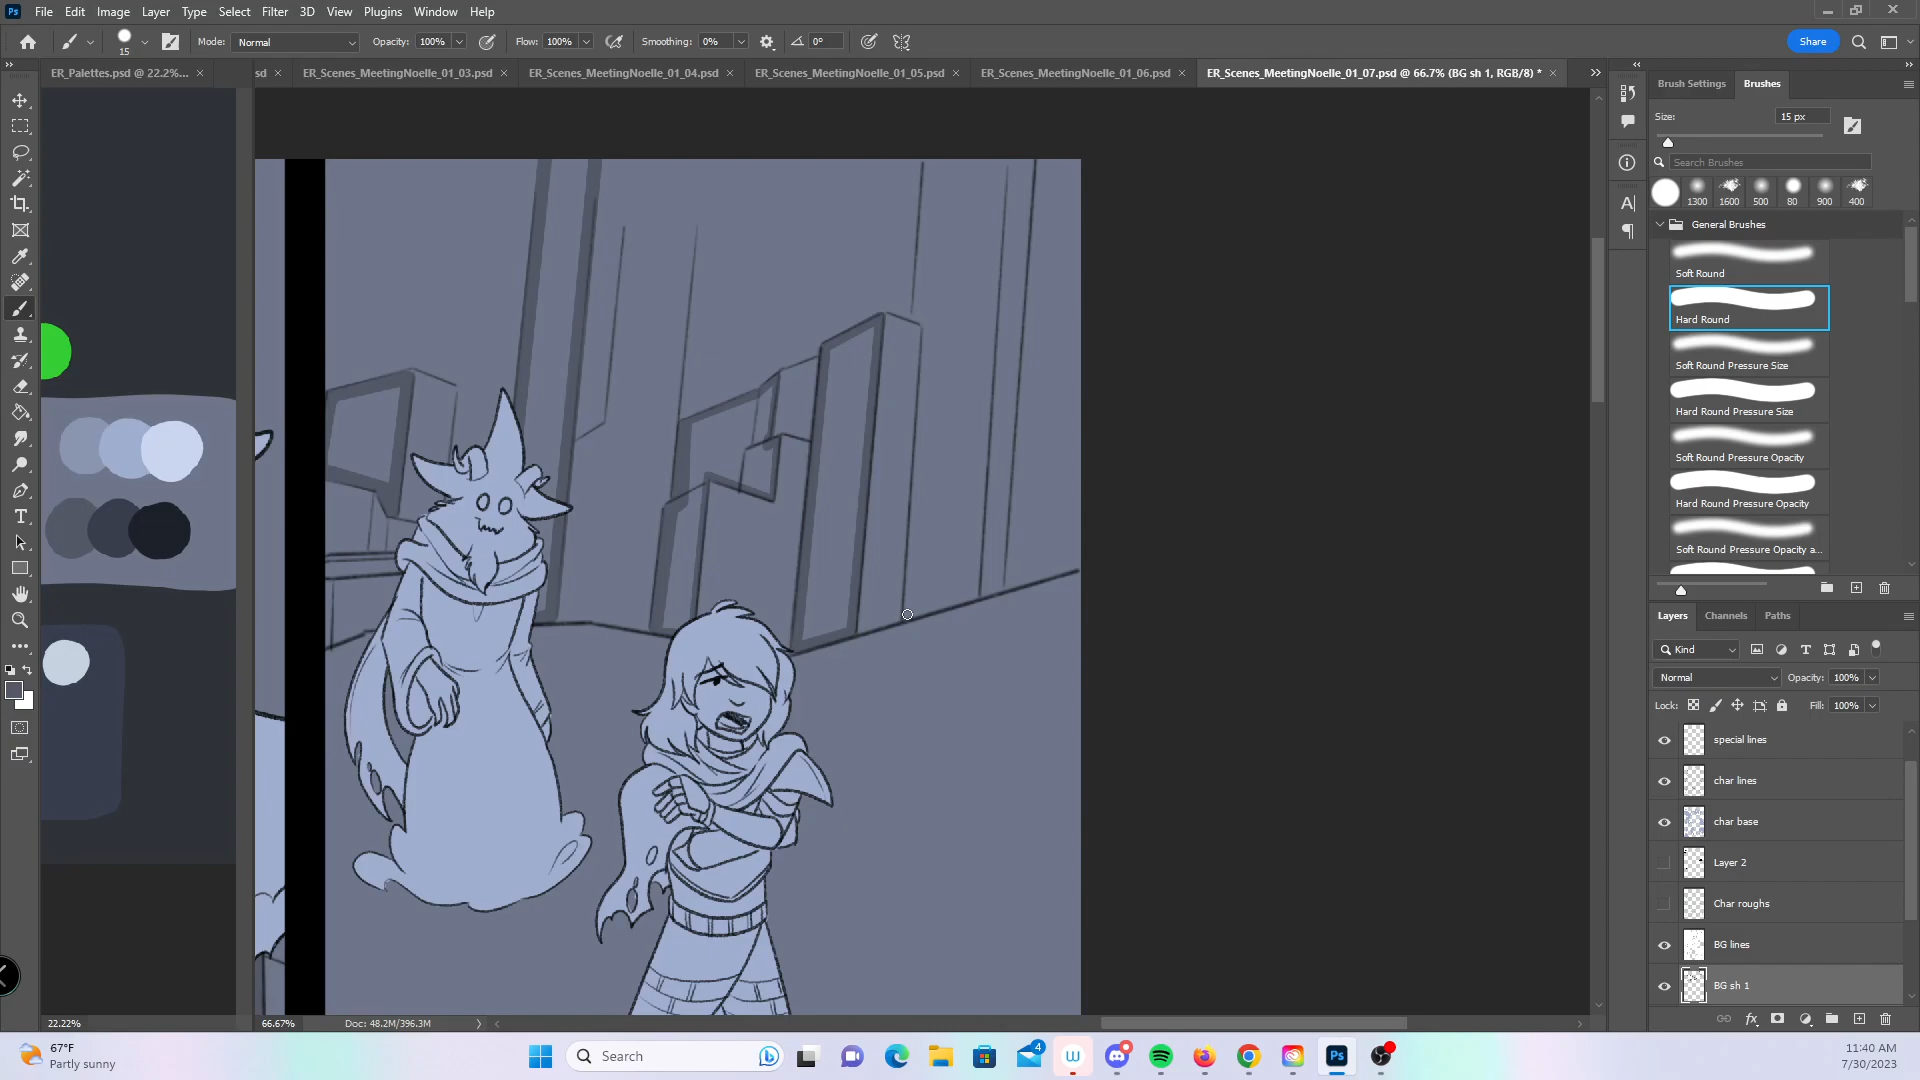 Ps File Edit Image Layer Type Select Filter 3D View Plugins Window Help
15 Mode: Normal Opacity: 100% Flow: 100% Smoothing: 0% 0° Share
ER_Palettes.psd @ 22.2%... × sd × ER_Scenes_MeetingNoelle_01_03.psd × ER_Scenes_MeetingNoelle_01_04.psd × ER_Scenes_MeetingNoelle_01_05.psd × ER_Scenes_MeetingNoelle_01_06.psd × ER_Scenes_MeetingNoelle_01_07.psd @ 66.7% (BG sh 1, RGB/8) * ×
Brush Settings Brushes
Size: 15 px
Search Brushes
1300 1600 500 80 900 400
General Brushes
Soft Round
Hard Round
Soft Round Pressure Size
Hard Round Pressure Size
Soft Round Pressure Opacity
Hard Round Pressure Opacity
Soft Round Pressure Opacity a...
Layers Channels Paths
Kind
Normal Opacity: 100%
Lock: Fill: 100%
special lines
char lines
char base
Layer 2
Char roughs
BG lines
BG sh 1
22.22% 66.67% Doc: 48.2M/396.3M
67°F
Partly sunny
Search
4
Ps
11:40 AM
7/30/2023